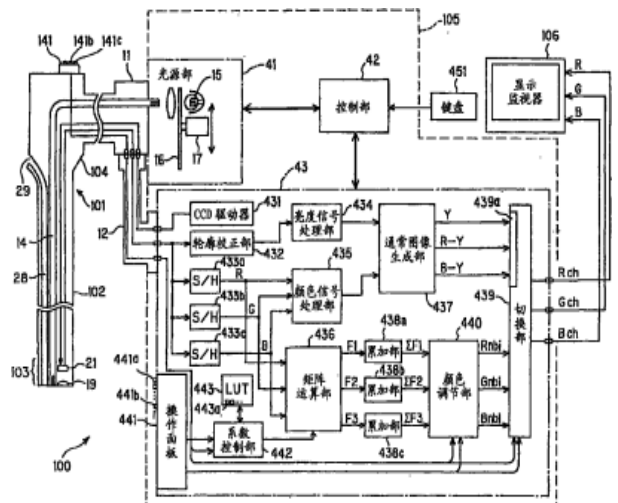 141 141b 141c
11
光源部
15
41
16
17
105
42
控制部
451
键盘
106
显示
监视器
R
G
B
29
104
101
14
28
12
102
103
21
19
100
43
CCD 驱动器
431
轮廓校正部
432
亮度信号
处理部
434
S/H
433a
R
S/H
433b
G
S/H
433c
B
颜色信号
处理部
435
通常图像
生成部
437
Y
R-Y
B-Y
439a
439
切换部
R ch
G ch
B ch
436
矩阵
运算部
F1
F2
F3
438a
累加部
438b
累加部
438c
累加部
ΣF1
ΣF2
ΣF3
440
颜色
调节部
Rnbi
Gnbi
Bnbi
441c
441b
441
操作面板
443
LUT
443a
系数
控制部
442